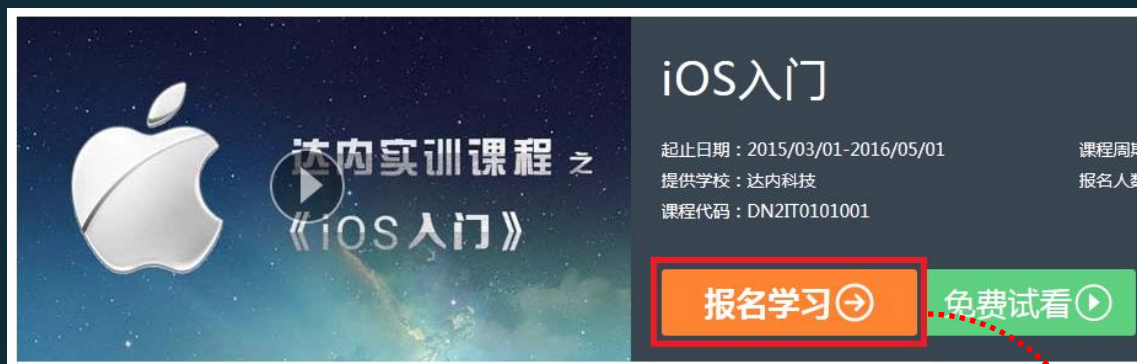 达内实训课程之
《iOS入门》
iOS入门
起止日期：2015/03/01-2016/05/01
课程周期
提供学校：达内科技
报名人数
课程代码：DN2IT0101001
报名学习
免费试看